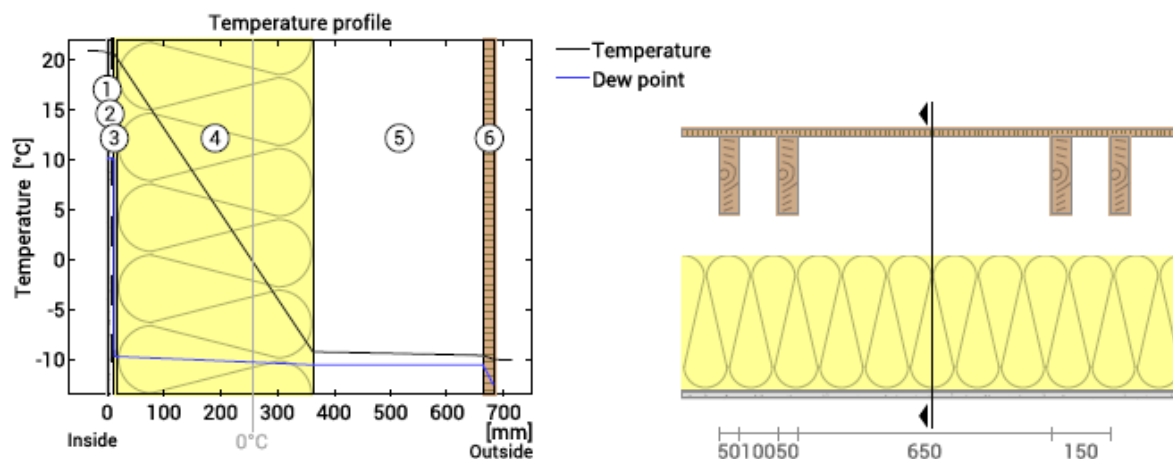 Temperature profile
Temperature
Dew point
Temperature [°C]
20
15
10
5
0
-5
-10
1
2
3
4
5
6
0 100 200 300 400 500 600 700
[mm]
Inside
0°C
Outside
5010050 650 150